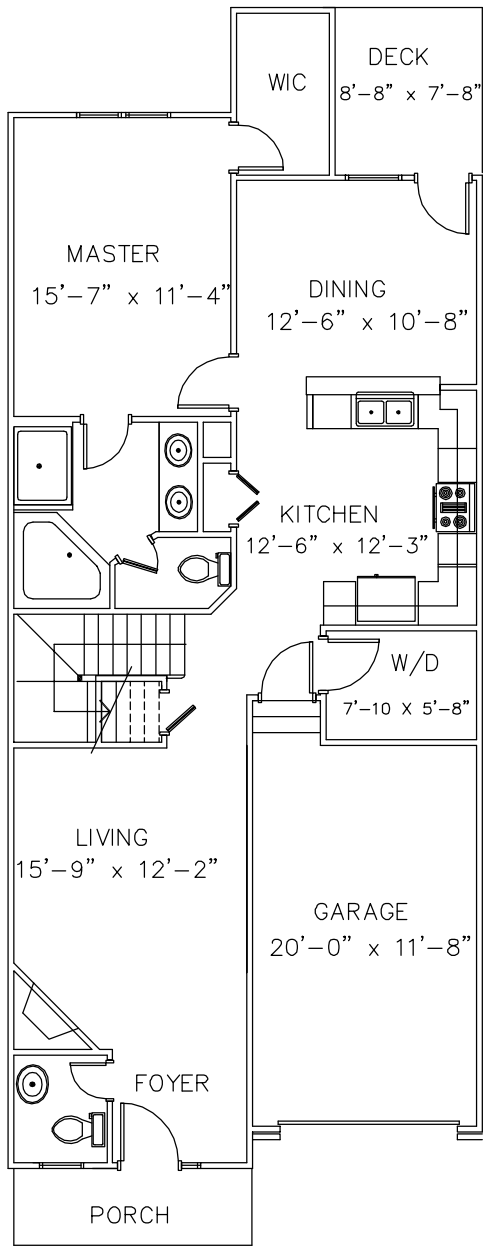 DECK
8'-8" x 7'-8"
WIC
MASTER
15'-7" x 11'-4"
DINING
12'-6" x 10'-8"
KITCHEN
12'-6" x 12'-3"
W/D
7'-10 X 5'-8"
LIVING
15'-9" x 12'-2"
GARAGE
20'-0" x 11'-8"
FOYER
PORCH